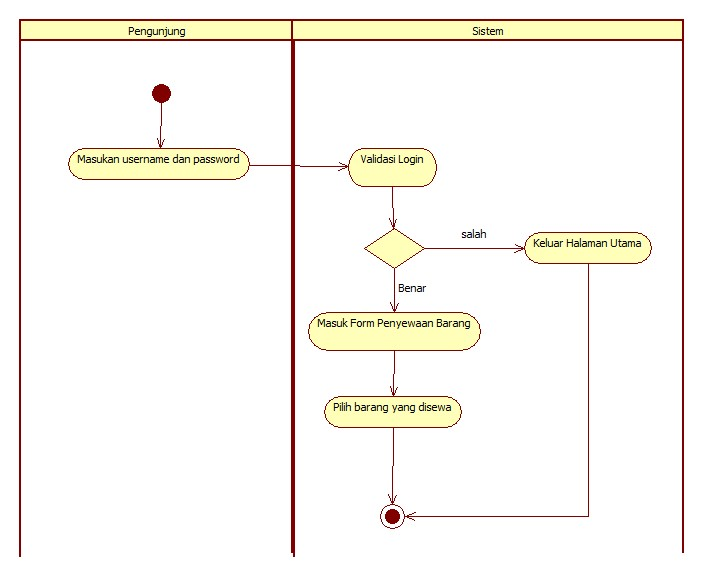 Pengunjung
Sistem
Masukan username dan password
Validasi Login
salah
Keluar Halaman Utama
Benar
Masuk Form Penyewaan Barang
Pilih barang yang disewa